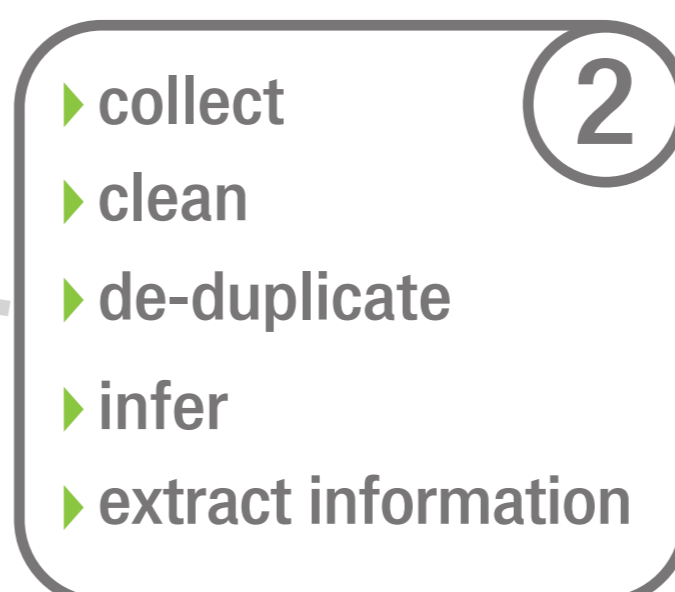 2
collect
clean
de-duplicate
infer
extract information